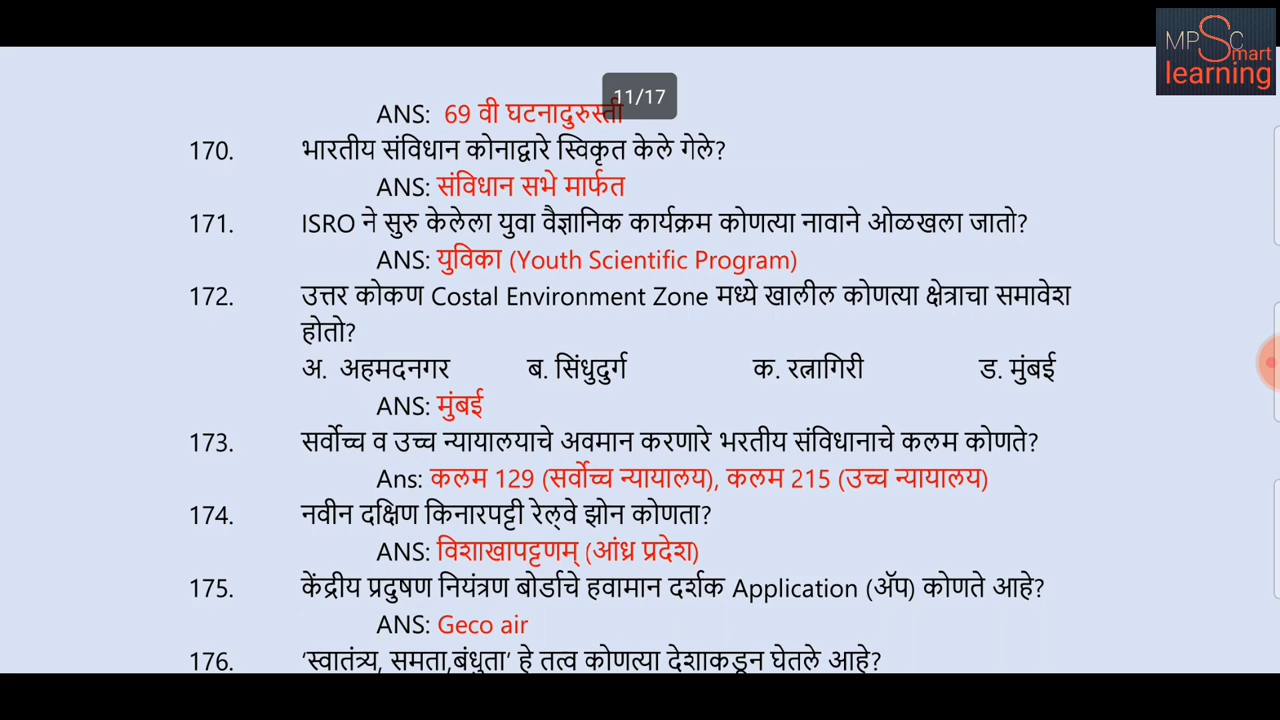 MPSC Smart learning
11/17
ANS: 69 वी घटनादुरुस्ती
170. भारतीय संविधान कोनाद्वारे स्विकृत केले गेले?
ANS: संविधान सभे मार्फत
171. ISRO ने सुरु केलेला युवा वैज्ञानिक कार्यक्रम कोणत्या नावाने ओळखला जातो?
ANS: युविका (Youth Scientific Program)
172. उत्तर कोकण Costal Environment Zone मध्ये खालील कोणत्या क्षेत्राचा समावेश
होतो?
अ. अहमदनगर ब. सिंधुदुर्ग क. रत्नागिरी ड. मुंबई
ANS: मुंबई
173. सर्वोच्च व उच्च न्यायालयाचे अवमान करणारे भरतीय संविधानाचे कलम कोणते?
Ans: कलम 129 (सर्वोच्च न्यायालय), कलम 215 (उच्च न्यायालय)
174. नवीन दक्षिण किनारपट्टी रेल्‌वे झोन कोणता?
ANS: विशाखापट्टणम् (आंध्र प्रदेश)
175. केंद्रीय प्रदुषण नियंत्रण बोर्डाचे हवामान दर्शक Application (ॲप) कोणते आहे?
ANS: Geco air
176. ‘स्वातंत्र्य, समता,बंधुता’ हे तत्व कोणत्या देशाकडून घेतले आहे?